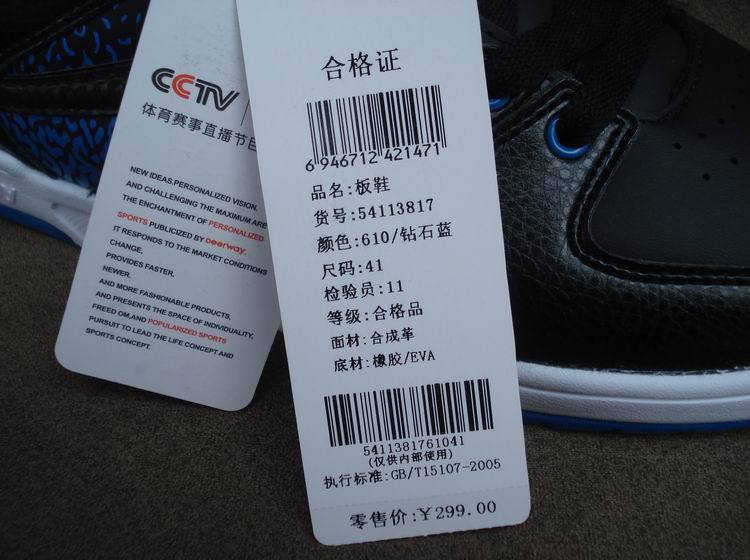 CCTV
体育赛事直播节目
NEW IDEAS,PERSONALIZED VISION.
AND CHALLENGING THE MAXIMUM ARE
THE ENCHANTMENT OF PERSONALIZED
SPORTS PUBLICIZED BY Deerway.
IT RESPONDS TO THE MARKET CONDITIONS
CHANGE,
PROVIDES FASTER,
NEWER,
AND MORE FASHIONABLE PRODUCTS,
AND PRESENTS THE SPACE OF INDIVIDUALITY,
FREED OM,AND POPULARIZED SPORTS
PURSUIT TO LEAD THE LIFE CONCEPT AND
SPORTS CONCEPT.
合格证
6 946712 421471
品名:板鞋
货号:54113817
颜色:610/钻石蓝
尺码:41
检验员:11
等级:合格品
面材:合成革
底材:橡胶/EVA
5411381761041
(仅供内部使用)
执行标准:GB/T15107-2005
零售价:¥299.00